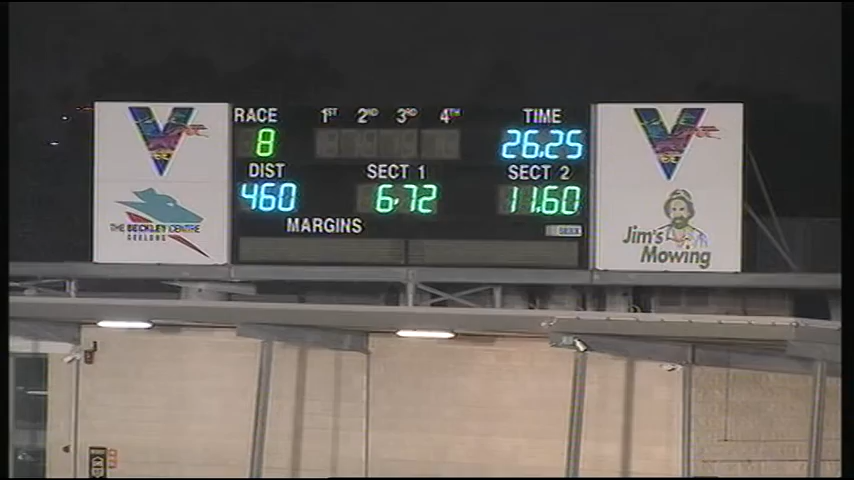 RACE 1ST 2ND 3RD 4TH TIME
8 26.25
DIST SECT 1 SECT 2
460 6.72 11.60
MARGINS
THE BECKLEY CENTRE
GEELONG
Jim's
Mowing